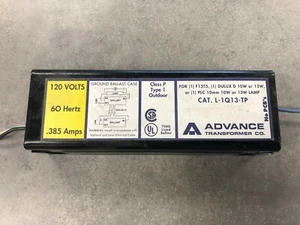 120 VOLTS
60 Hertz
.385 Amps
GROUND BALLAST CASE
Class P
Type 1
Outdoor
FOR (1) F13T5, (1) DULUX D 10W or 13W,
or (1) PLC 10mm 10W or 13W LAMP
CAT. L-1Q13-TP
No PCB's
ADVANCE
TRANSFORMER CO.